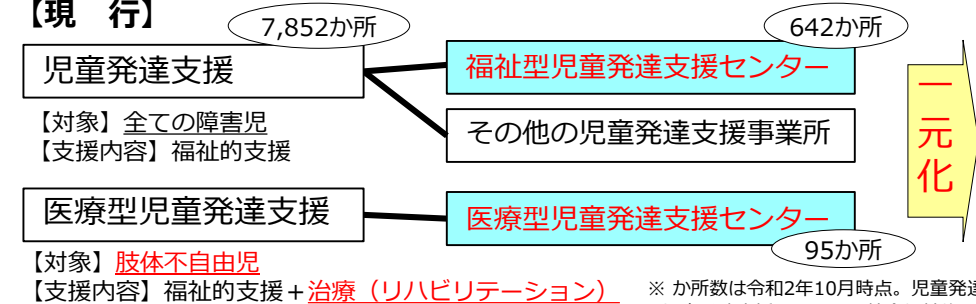 【現　行】
7,852か所
642か所
児童発達支援
福祉型児童発達支援センター
【対象】全ての障害児
【支援内容】福祉的支援
その他の児童発達支援事業所
一元化
医療型児童発達支援
医療型児童発達支援センター
95か所
【対象】肢体不自由児
【支援内容】福祉的支援＋治療（リハビリテーション）
※ か所数は令和2年10月時点。児童発